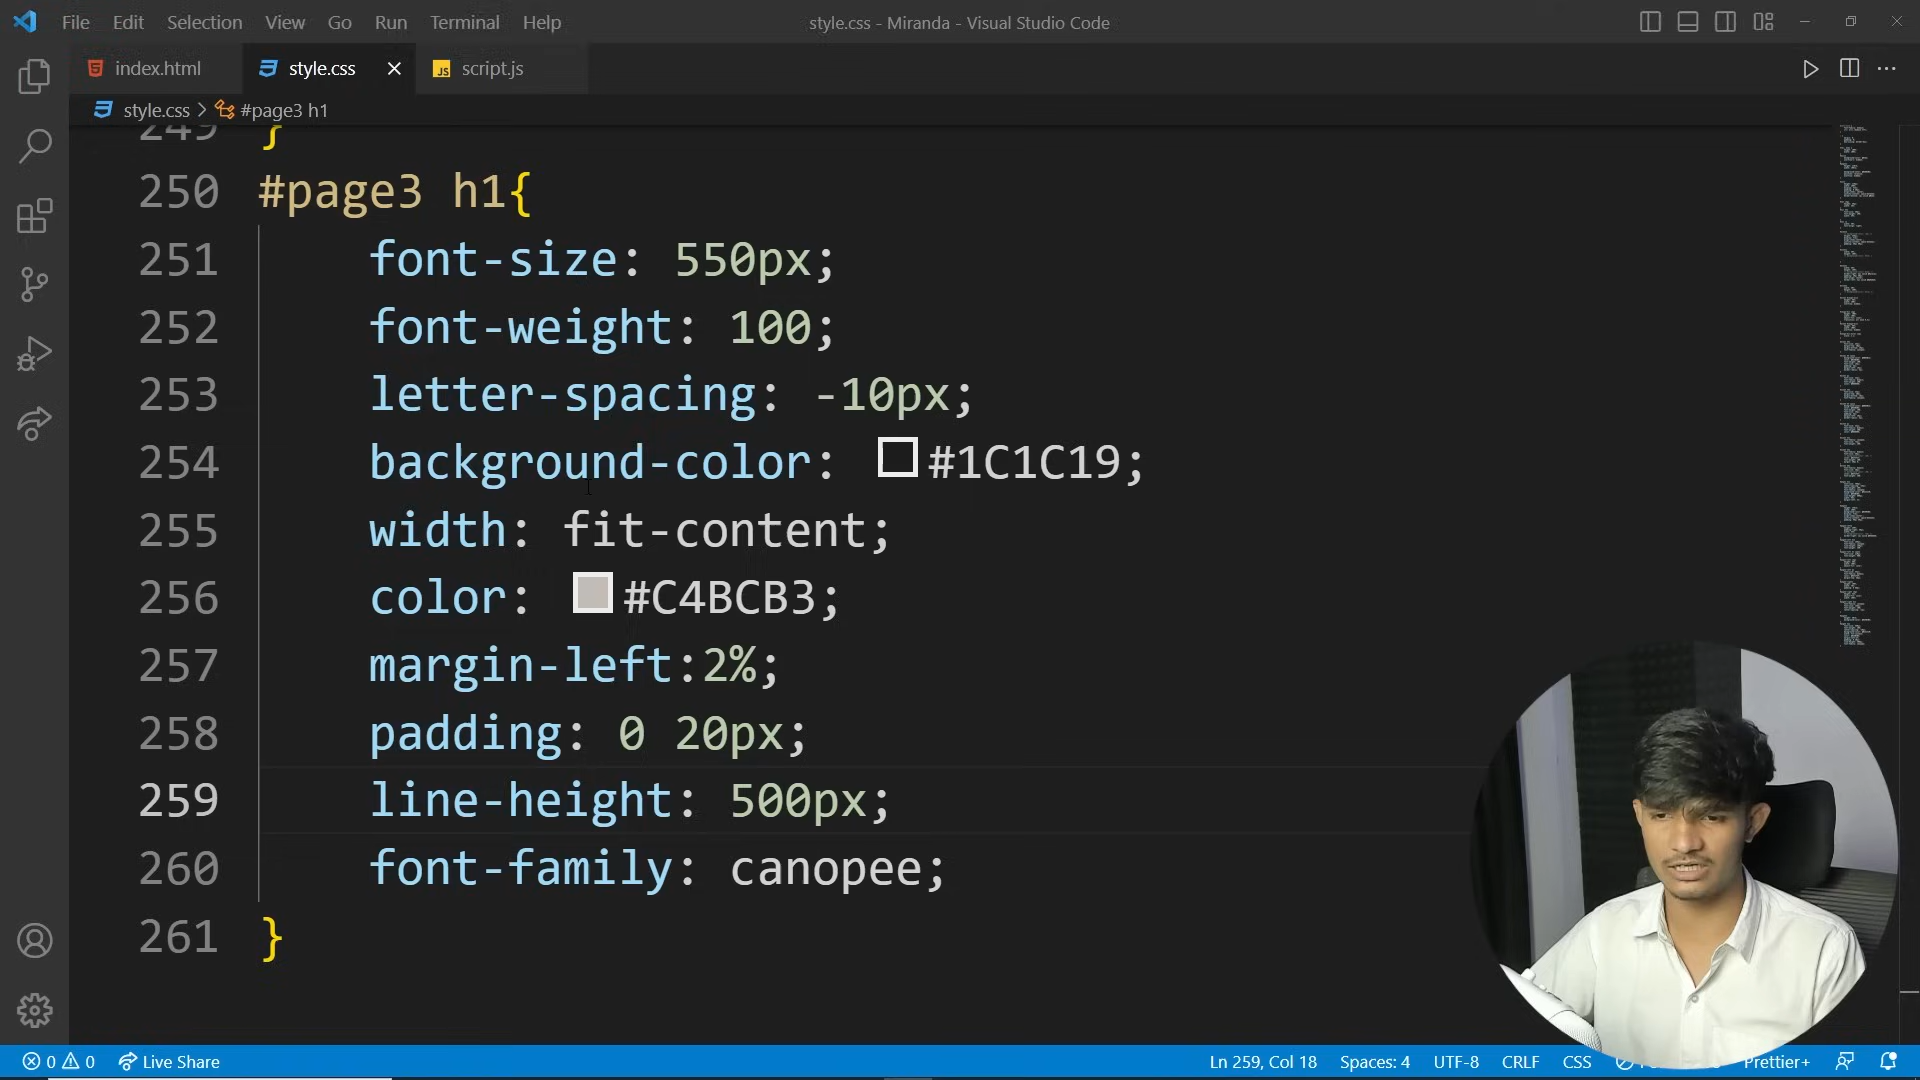 File Edit Selection View Go Run Terminal Help style.css - Miranda - Visual Studio Code
index.html style.css JS script.js
style.css > #page3 h1
249 }
250 #page3 h1{
251 font-size: 550px;
252 font-weight: 100;
253 letter-spacing: -10px;
254 background-color: #1C1C19;
255 width: fit-content;
256 color: #C4BCB3;
257 margin-left:2%;
258 padding: 0 20px;
259 line-height: 500px;
260 font-family: canopee;
261 }
0 0 Live Share Ln 259, Col 18 Spaces: 4 UTF-8 CRLF CSS Prettier+